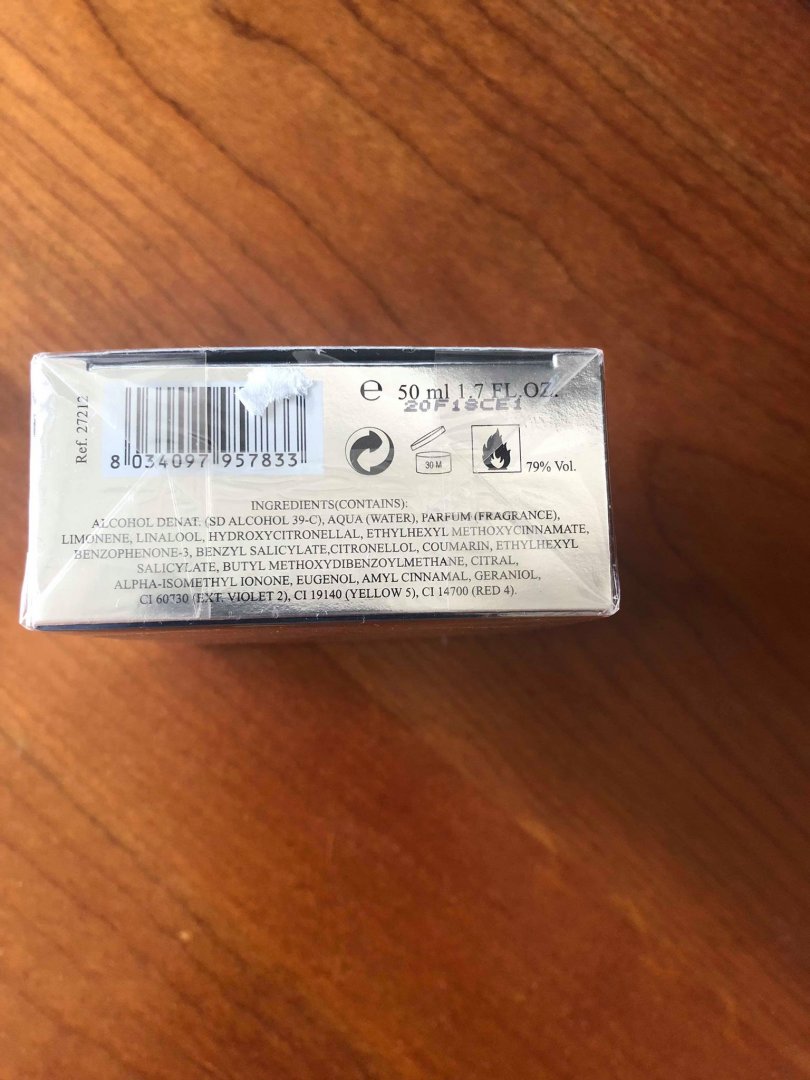 Ref. 27212
8 034097 957833
e 50 ml 1.7 FL.OZ.
20F18CE1
30 M
79% Vol.
INGREDIENTS(CONTAINS):
ALCOHOL DENAT. (SD ALCOHOL 39-C), AQUA (WATER), PARFUM (FRAGRANCE),
LIMONENE, LINALOOL, HYDROXYCITRONELLAL, ETHYLHEXYL METHOXYCINNAMATE,
BENZOPHENONE-3, BENZYL SALICYLATE,CITRONELLOL, COUMARIN, ETHYLHEXYL
SALICYLATE, BUTYL METHOXYDIBENZOYLMETHANE, CITRAL,
ALPHA-ISOMETHYL IONONE, EUGENOL, AMYL CINNAMAL, GERANIOL,
CI 60730 (EXT. VIOLET 2), CI 19140 (YELLOW 5), CI 14700 (RED 4).